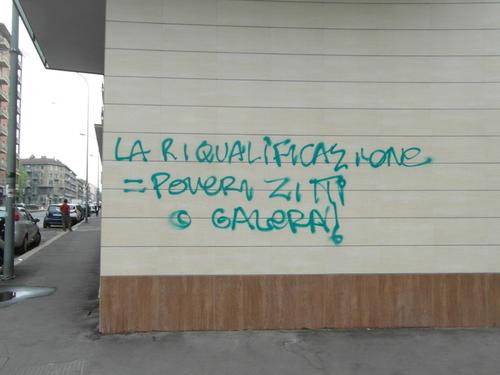 LA RIQUALIFICAZIONE
= POVERI ZITTI
O GALERA!